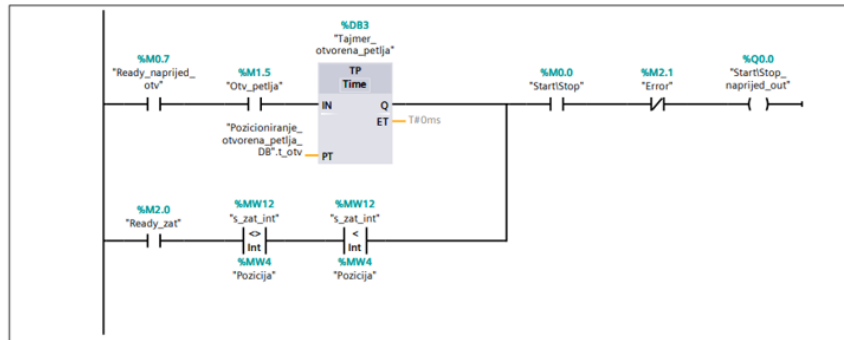 %DB3
"Tajmer_
otvorena_petlja"
%M0.7
"Ready_naprijed_
otv"
%M1.5
"Otv_petlja"
TP
Time
IN
Q
ET
T#0ms
"Pozicioniranje_
otvorena_petlja_
DB".t_otv
PT
%M0.0
"Start\Stop"
%M2.1
"Error"
%Q0.0
"Start\Stop_
naprijed_out"
%M2.0
"Ready_zat"
%MW12
"s_zat_int"
<>
Int
%MW4
"Pozicija"
%MW12
"s_zat_int"
<
Int
%MW4
"Pozicija"